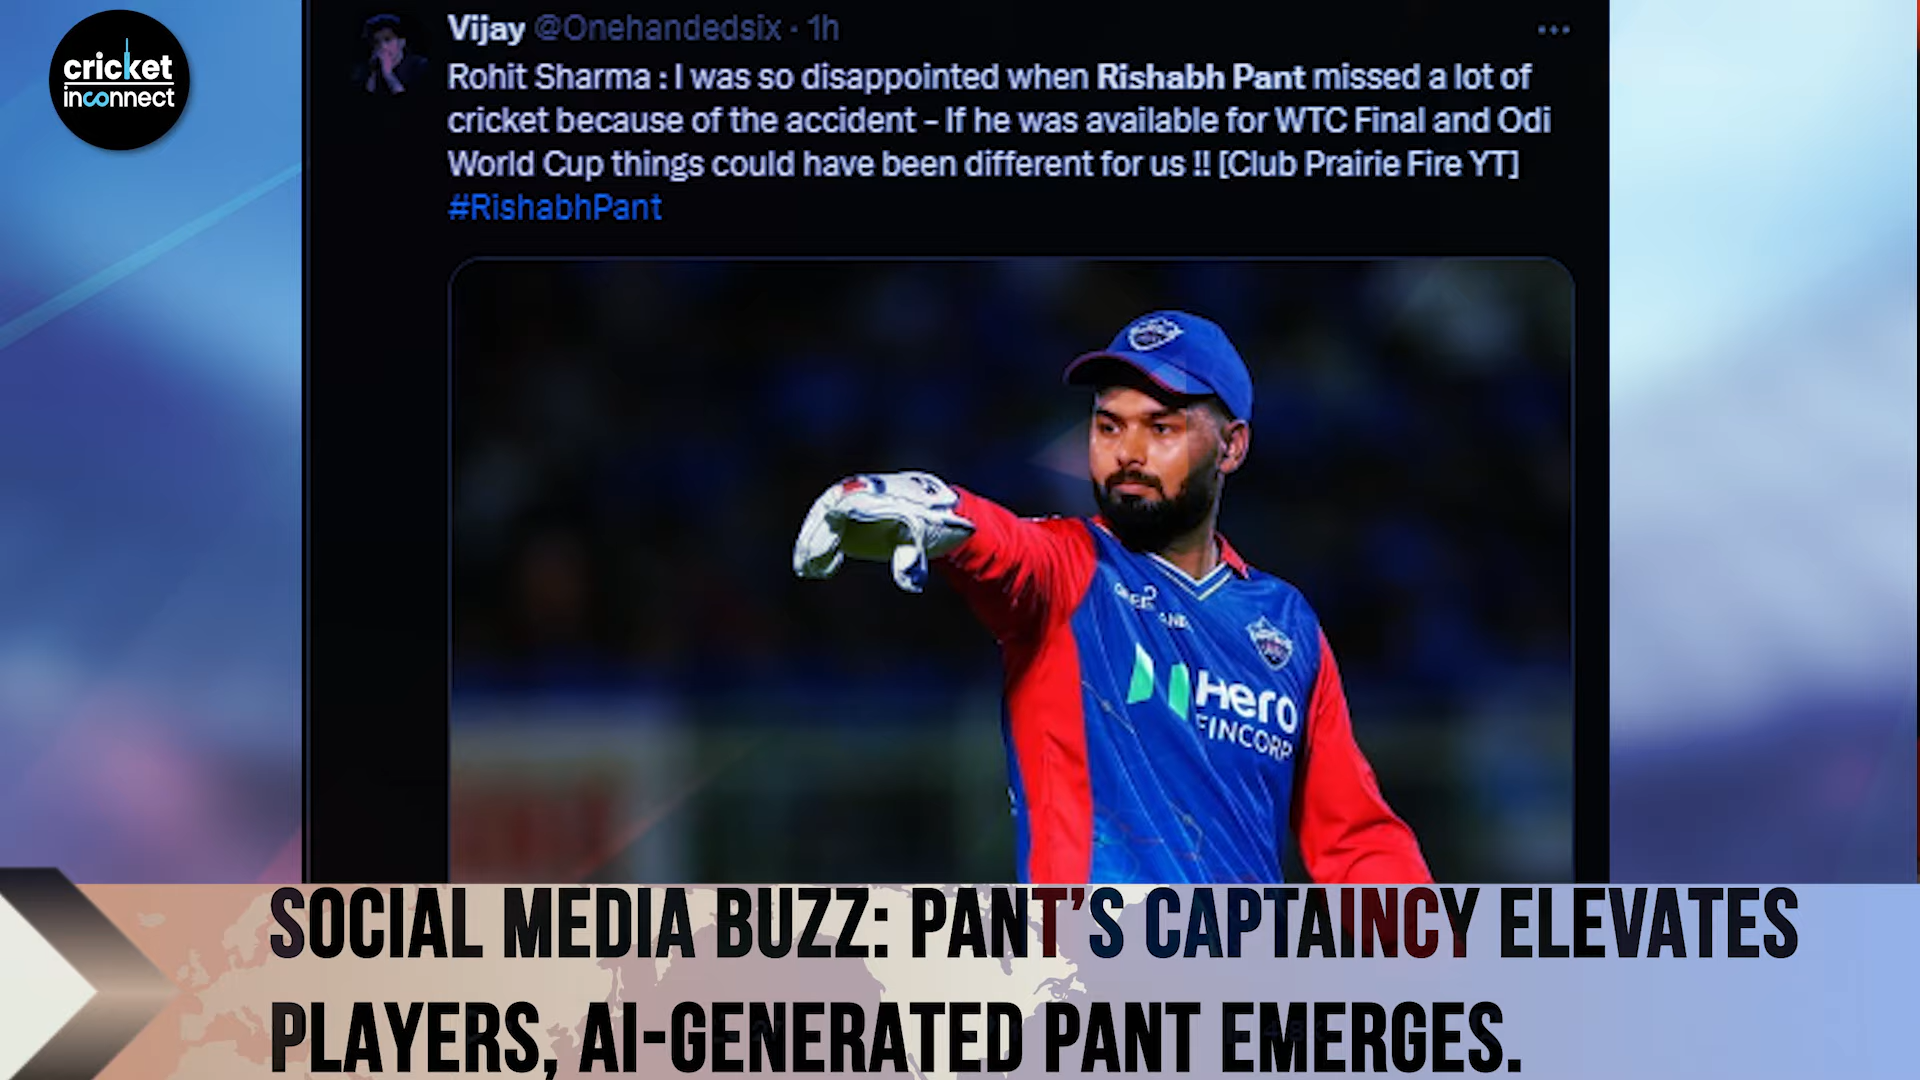 cricket
inconnect
Vijay @Onehandedsix · 1h
Rohit Sharma : I was so disappointed when Rishabh Pant missed a lot of
cricket because of the accident - If he was available for WTC Final and Odi
World Cup things could have been different for us !! [Club Prairie Fire YT]
#RishabhPant
Hero
FINCORP
SOCIAL MEDIA BUZZ: PANT'S CAPTAINCY ELEVATES
PLAYERS, AI-GENERATED PANT EMERGES.